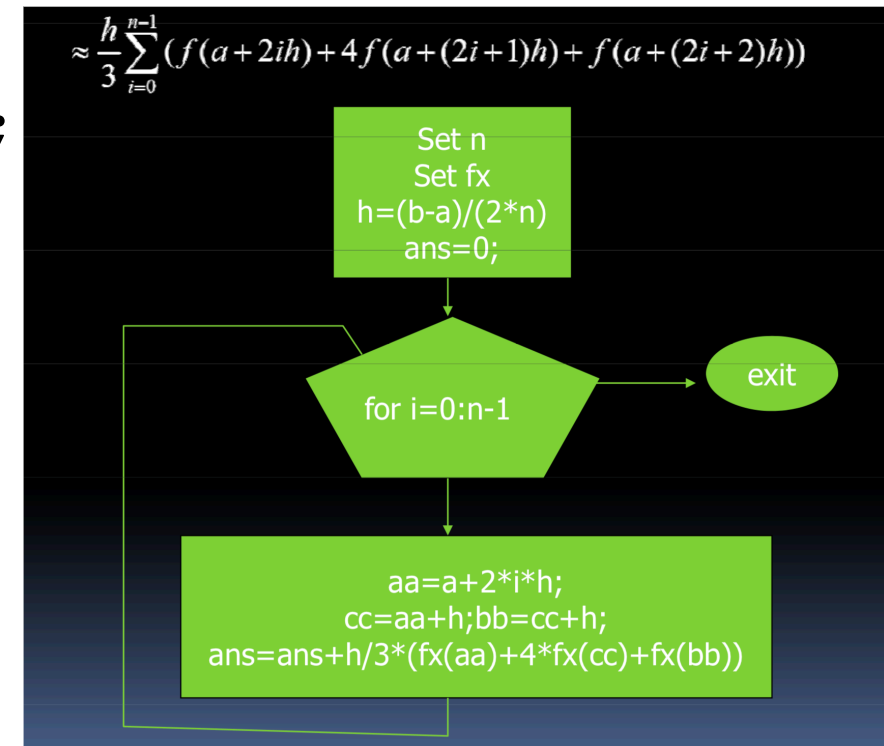 ≈ h/3 ∑_{i=0}^{n-1} (f(a+2ih)+4f(a+(2i+1)h)+f(a+(2i+2)h))
;
Set n
Set fx
h=(b-a)/(2*n)
ans=0;
for i=0:n-1
exit
aa=a+2*i*h;
cc=aa+h;bb=cc+h;
ans=ans+h/3*(fx(aa)+4*fx(cc)+fx(bb))